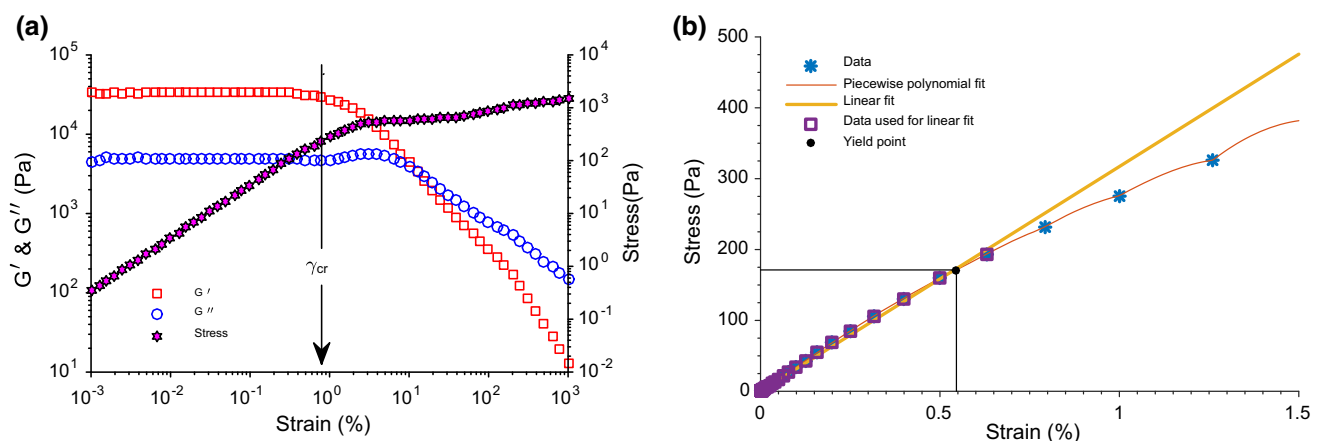 (a)
10^5
10^4
10^3
10^2
10^1
G′ & G″ (Pa)
10^4
10^3
10^2
10^1
10^0
10^-1
10^-2
Stress(Pa)
γcr
G ′
G ″
Stress
10^-3
10^-2
10^-1
10^0
10^1
10^2
10^3
Strain (%)
(b)
500
400
300
200
100
0
Stress (Pa)
Data
Piecewise polynomial fit
Linear fit
Data used for linear fit
Yield point
0
0.5
1
1.5
Strain (%)